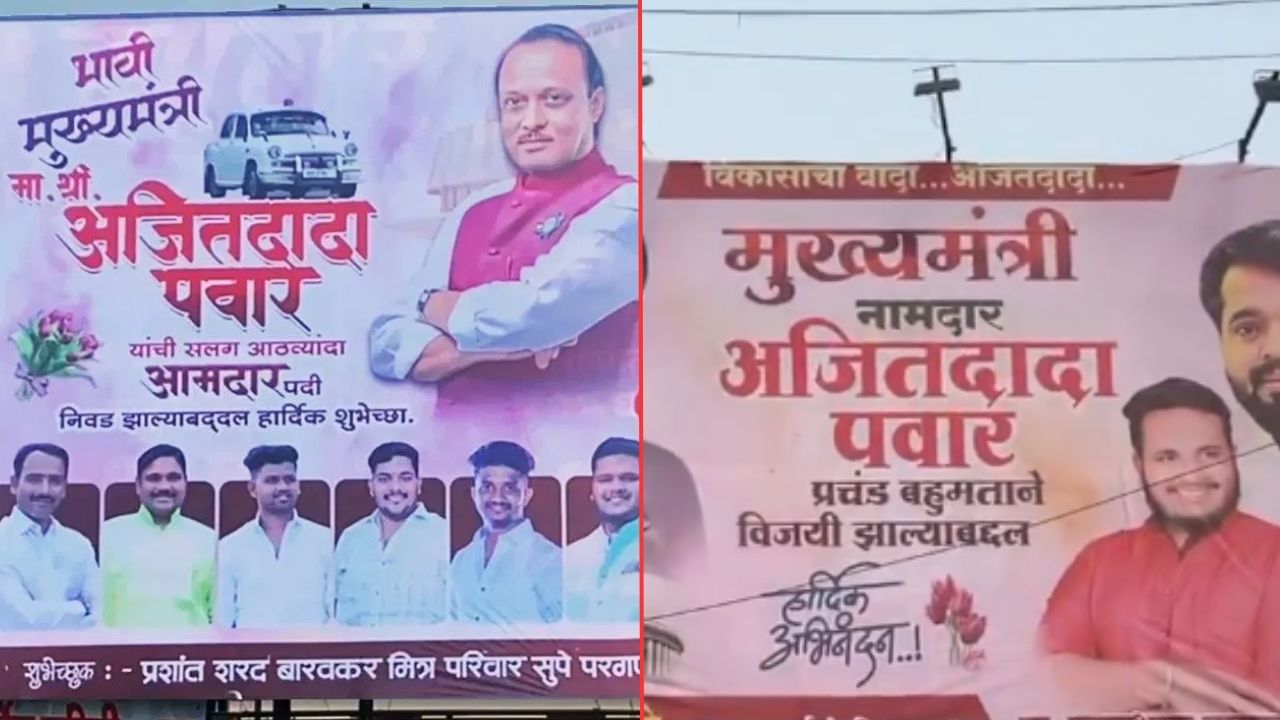 भावी
मुख्यमंत्री
मा. श्री.
अजितदादा
पवार
यांची सलग आठव्यांदा
आमदार पदी
निवड झाल्याबद्दल हार्दिक शुभेच्छा.
शुभेच्छुक : - प्रशांत शरद बारवकर मित्र परिवार सुपे परगण
विकासाचा वादा...अजितदादा...
मुख्यमंत्री
नामदार
अजितदादा
पवार
प्रचंड बहुमताने
विजयी झाल्याबद्दल
हार्दिक
अभिनंदन..!